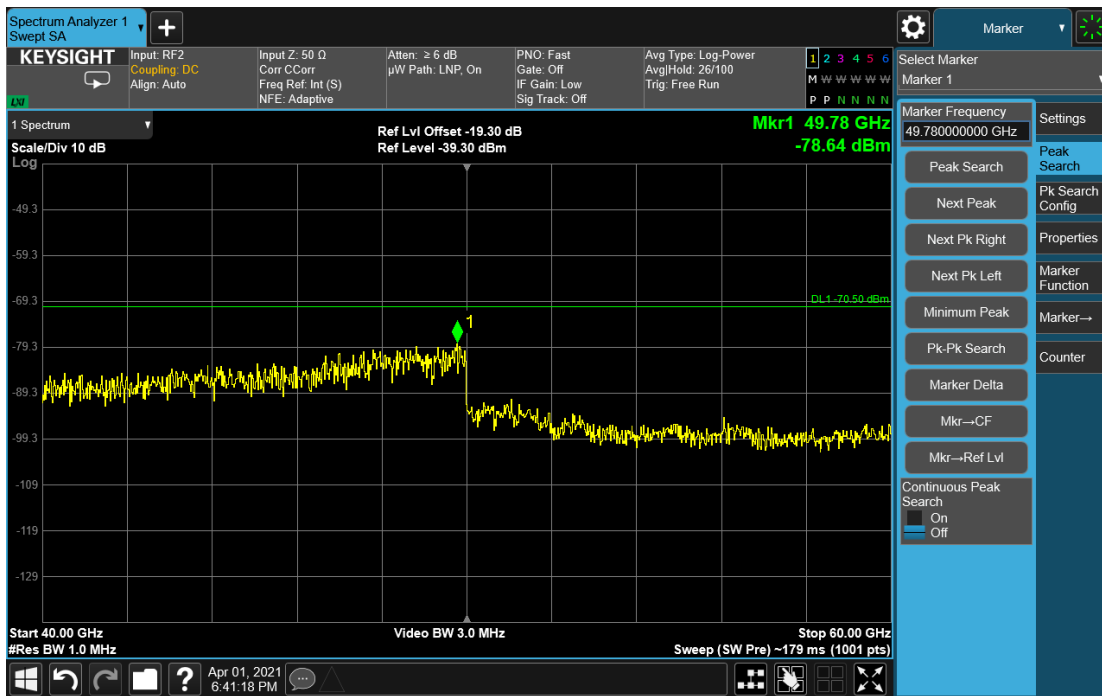 Spectrum Analyzer 1
Swept SA
Marker
KEYSIGHT
LXI
Input: RF2
Coupling: DC
Align: Auto
Input Z: 50 Ω
Corr CCorr
Freq Ref: Int (S)
NFE: Adaptive
Atten: ≥ 6 dB
µW Path: LNP, On
PNO: Fast
Gate: Off
IF Gain: Low
Sig Track: Off
Avg Type: Log-Power
Avg|Hold: 26/100
Trig: Free Run
1 2 3 4 5 6
M W W W W W
P P N N N N
Select Marker
Marker 1
1 Spectrum
Scale/Div 10 dB
Log
Ref Lvl Offset -19.30 dB
Ref Level -39.30 dBm
Mkr1 49.78 GHz
-78.64 dBm
-49.3
-59.3
-69.3
-79.3
-89.3
-99.3
-109
-119
-129
DL1 -70.50 dBm
1
Start 40.00 GHz
#Res BW 1.0 MHz
Video BW 3.0 MHz
Stop 60.00 GHz
Sweep (SW Pre) ~179 ms (1001 pts)
Marker Frequency
49.780000000 GHz
Peak Search
Next Peak
Next Pk Right
Next Pk Left
Minimum Peak
Pk-Pk Search
Marker Delta
Mkr→CF
Mkr→Ref Lvl
Continuous Peak
Search
On
Off
Settings
Peak
Search
Pk Search
Config
Properties
Marker
Function
Marker→
Counter
?
Apr 01, 2021
6:41:18 PM